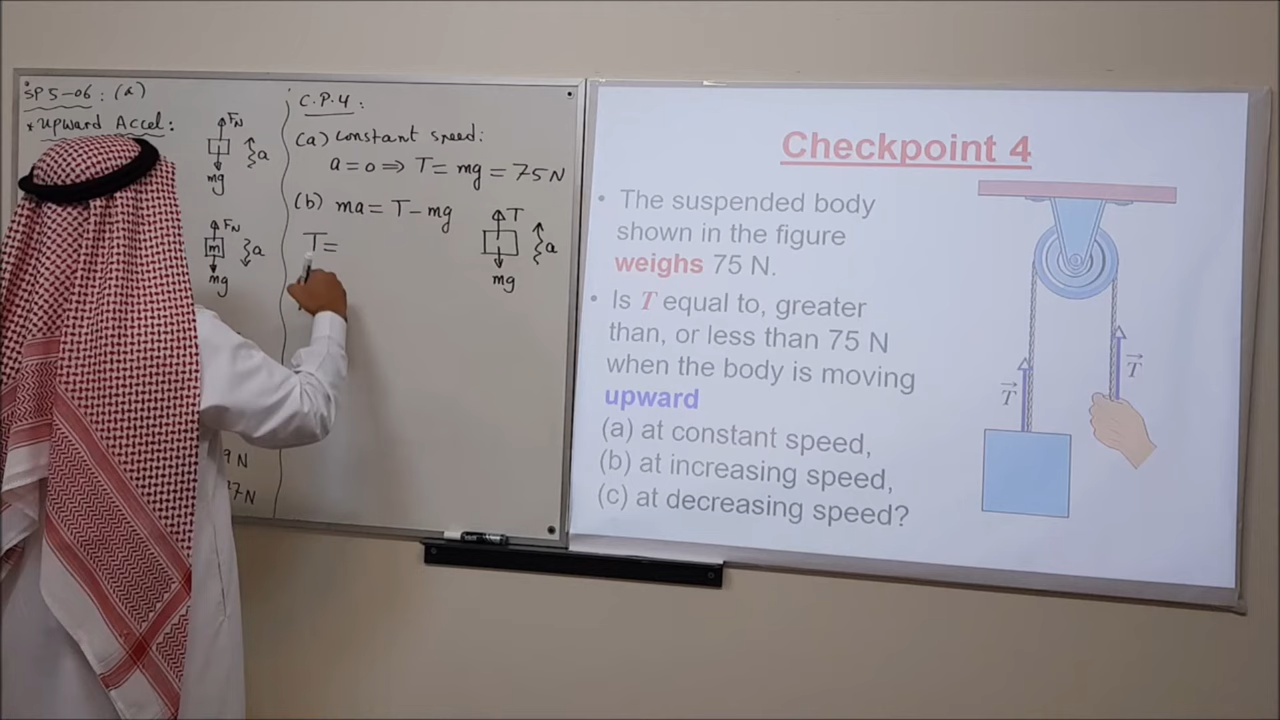 SP5-06: (a)
* Upward Accel:
FN
a
mg
FN
m
a
mg
9 N
37 N
C.P.4:
(a) constant speed:
a = 0 ⇒ T = mg = 75 N
(b) ma = T - mg
T =
T
a
mg
Checkpoint 4
• The suspended body
shown in the figure
weighs 75 N.
• Is T equal to, greater
than, or less than 75 N
when the body is moving
upward
(a) at constant speed,
(b) at increasing speed,
(c) at decreasing speed?
T
T